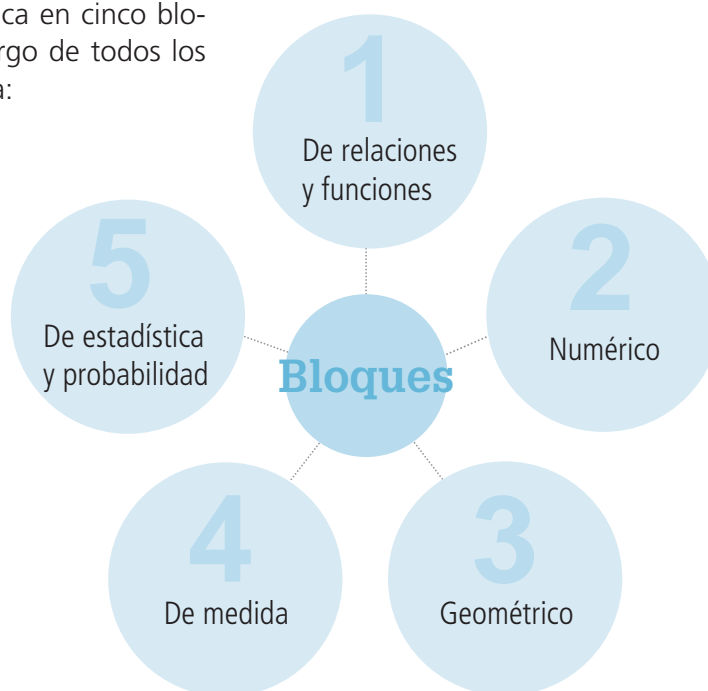 ca en cinco blo-
rgo de todos los
a:
1
De relaciones
y funciones
2
Numérico
3
Geométrico
4
De medida
5
De estadística
y probabilidad
Bloques